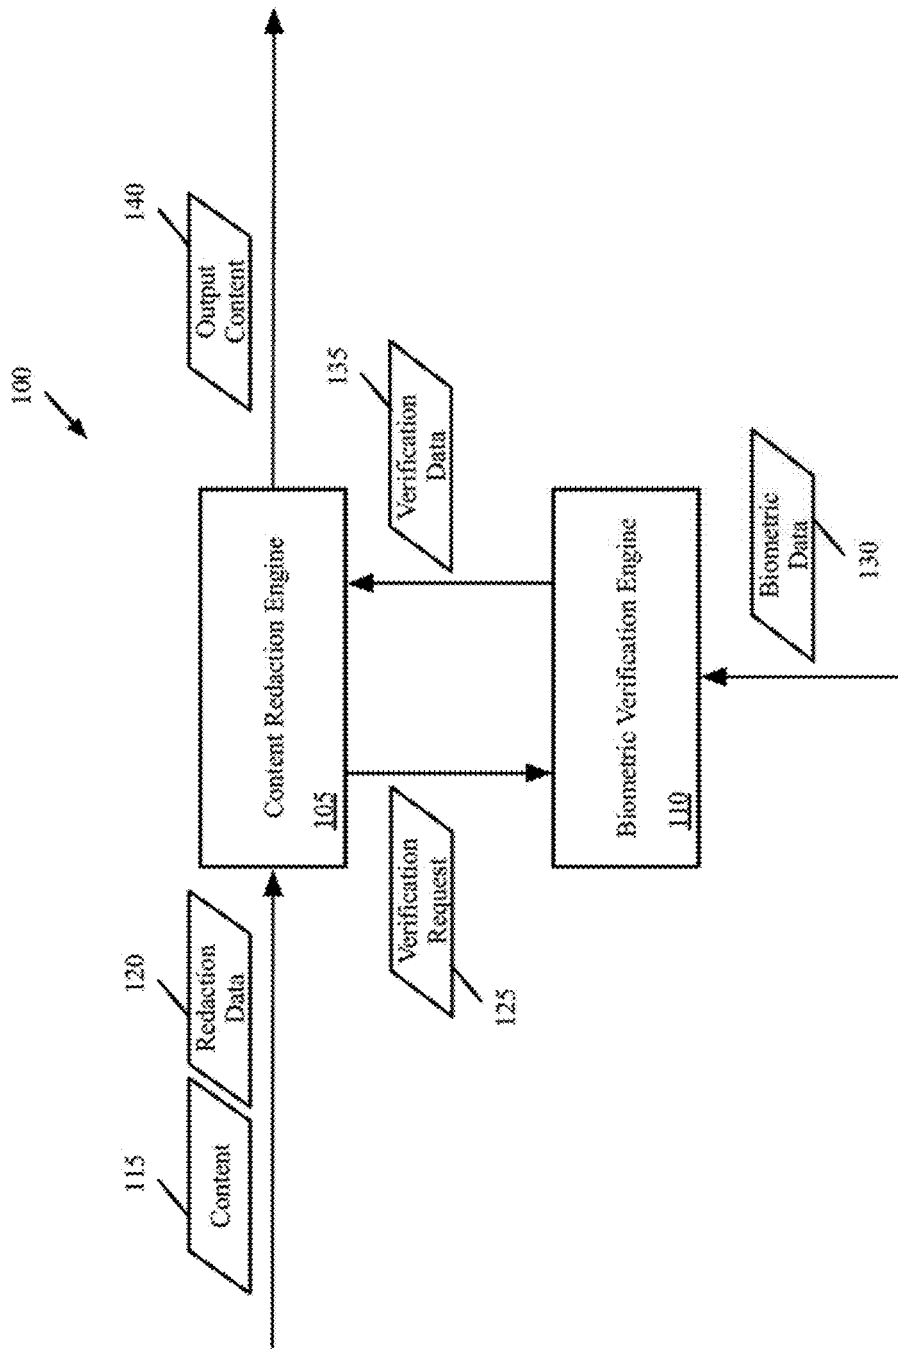 100
115
120
140
Content
Redaction
Data
Output
Content
Content Redaction Engine
105
Verification
Request
125
135
Verification
Data
Biometric Verification Engine
110
Biometric
Data
130